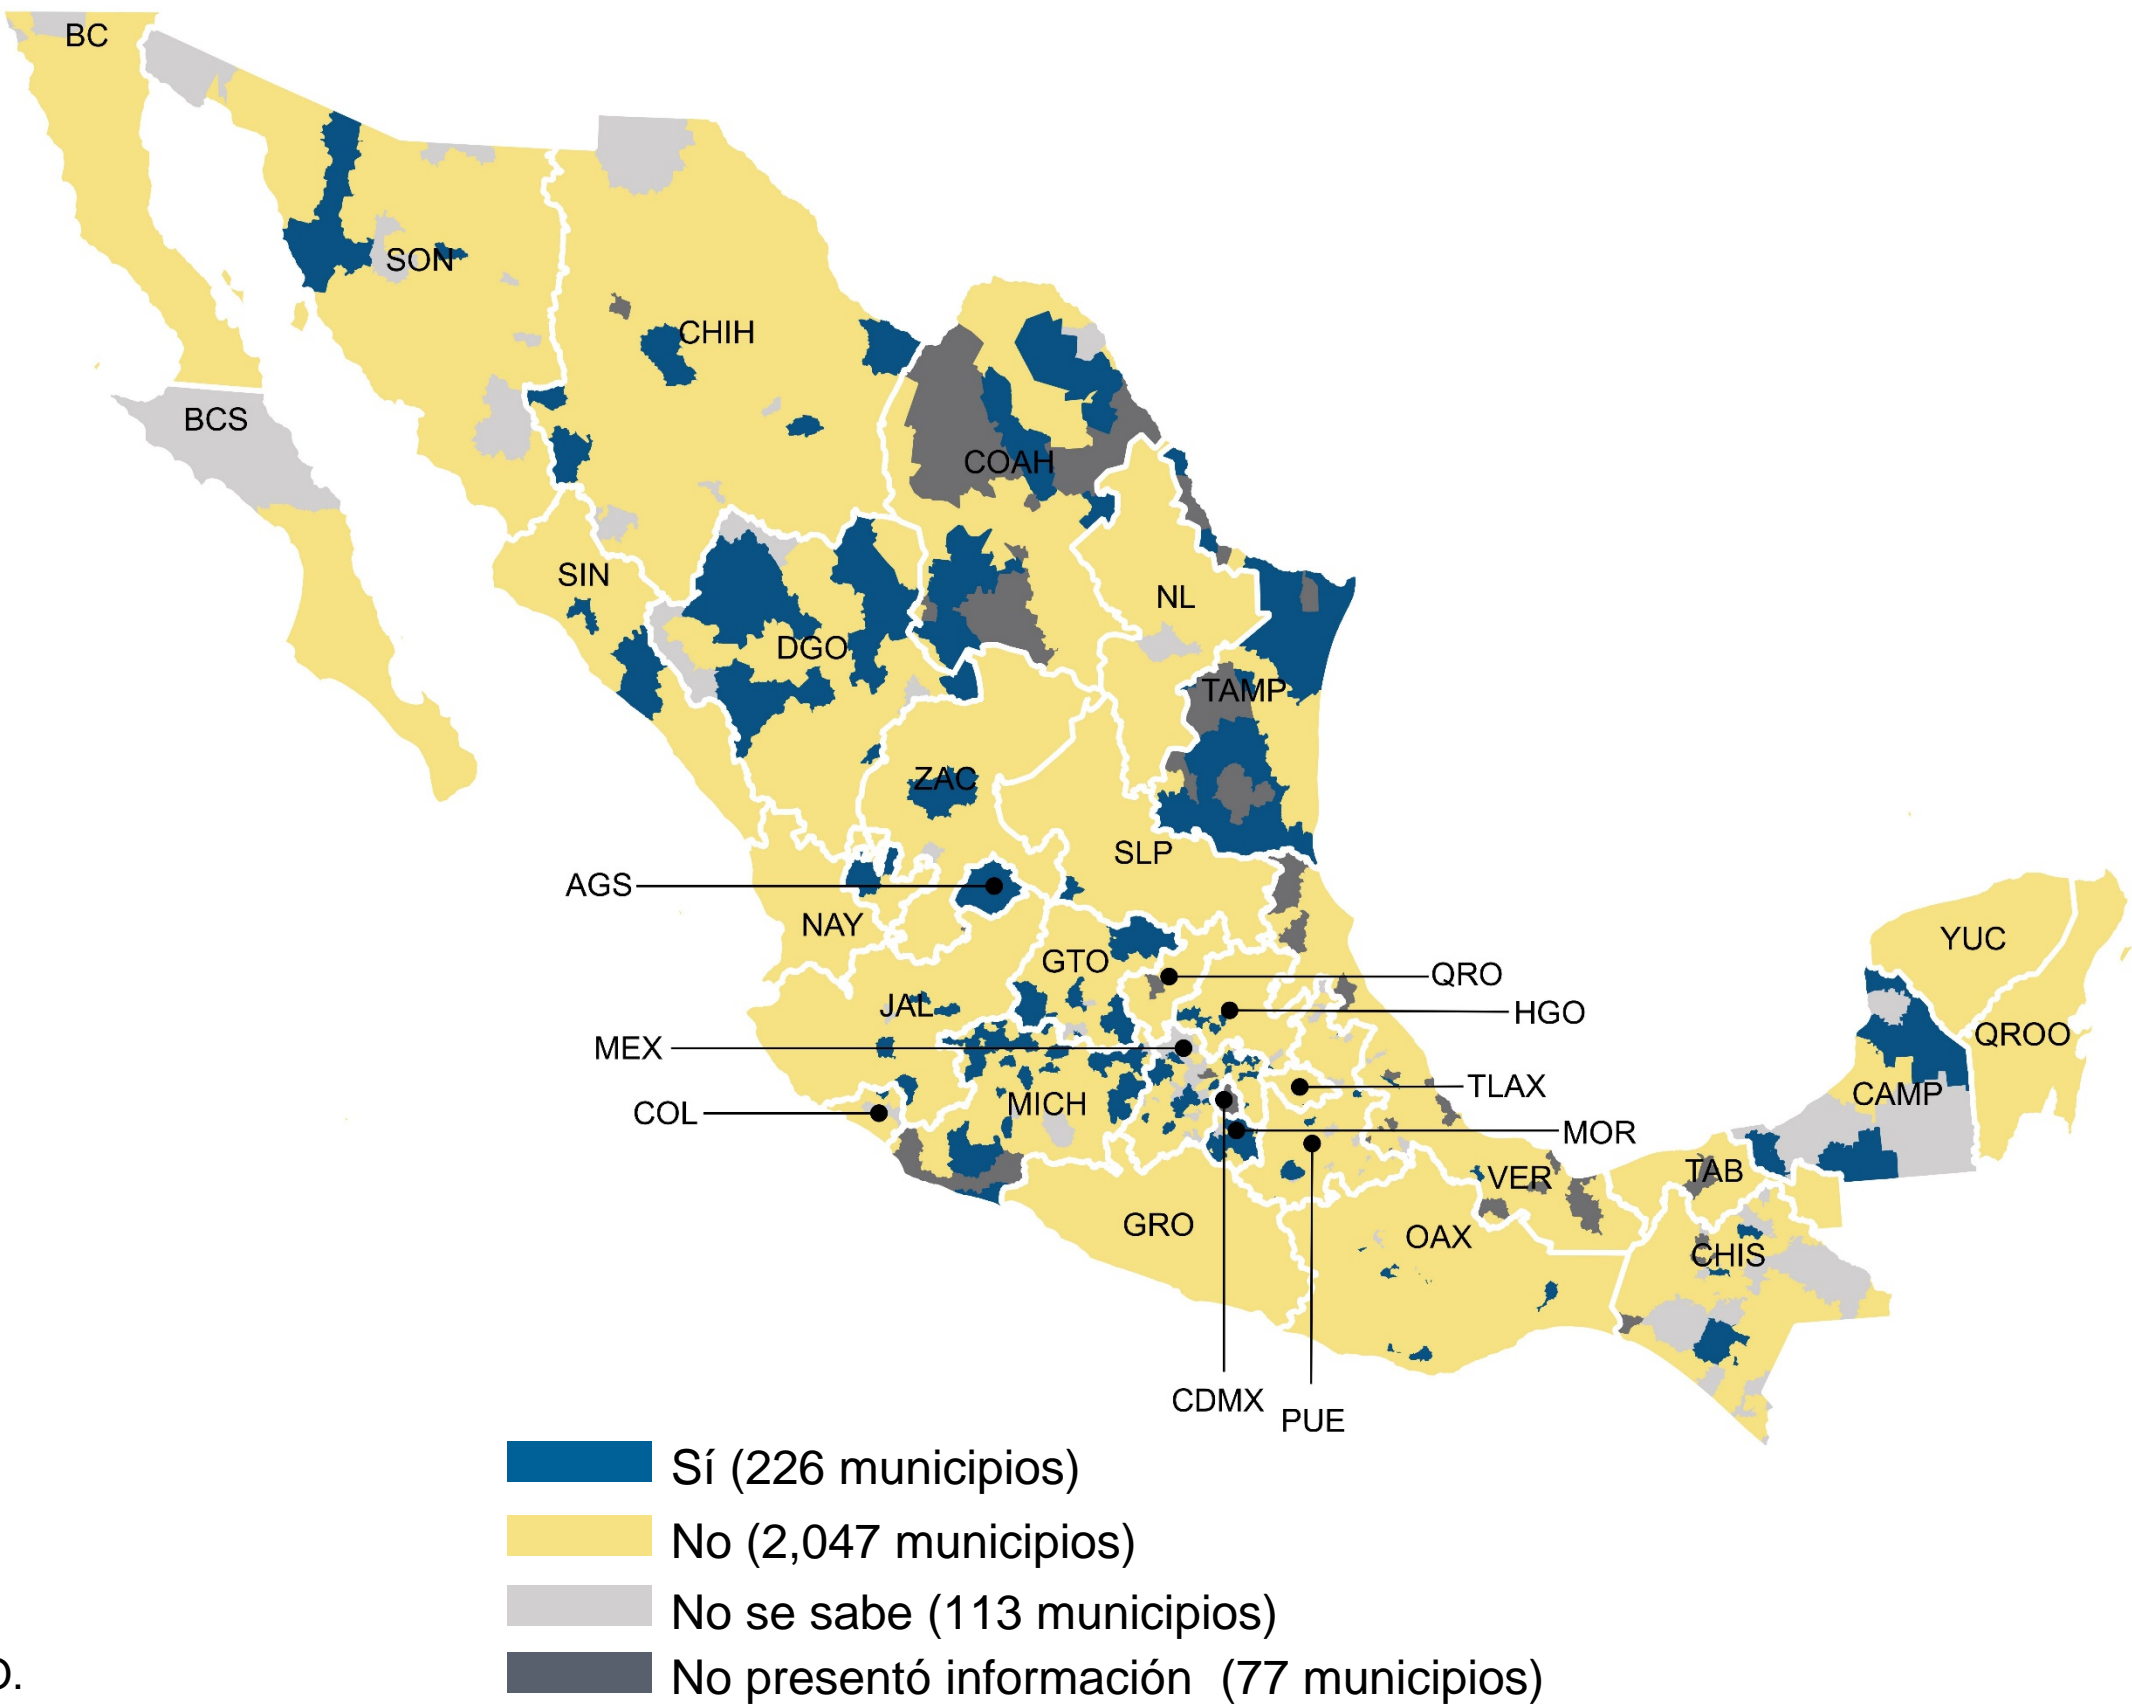 BC
SON
CHIH
BCS
COAH
SIN
NL
DGO
TAMP
ZAC
SLP
AGS
NAY
YUC
GTO
QRO
JAL
HGO
QROO
MEX
TLAX
CAMP
MICH
COL
MOR
TAB
VER
GRO
OAX
CHIS
CDMX
PUE
Sí (226 municipios)
No (2,047 municipios)
No se sabe (113 municipios)
No presentó información (77 municipios)